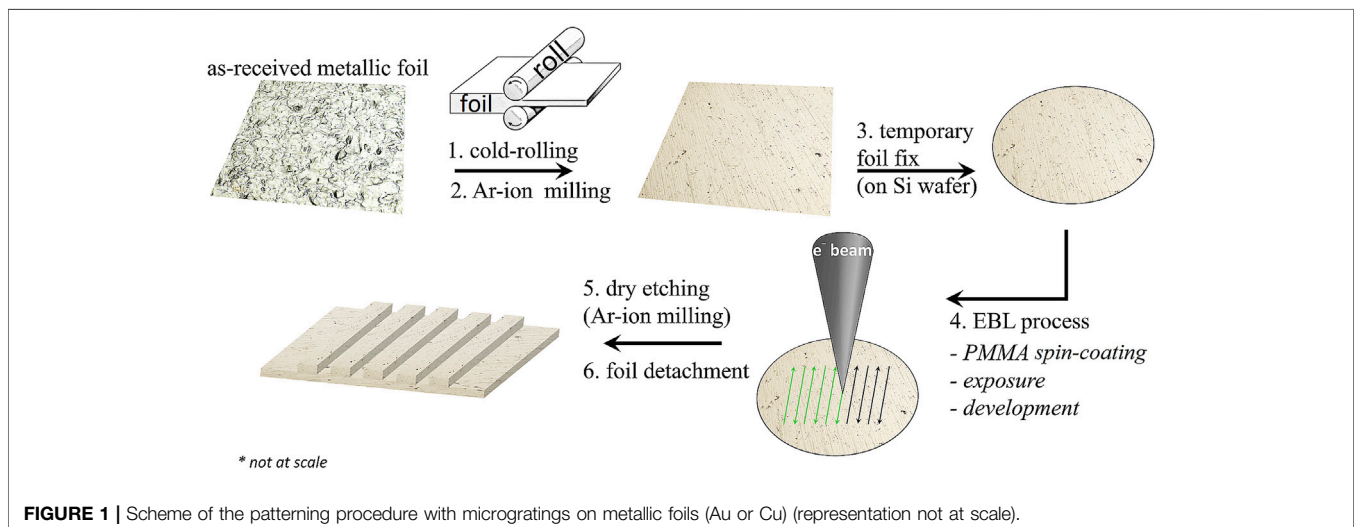 as-received metallic foil
roll
foil
1. cold-rolling
2. Ar-ion milling
3. temporary
foil fix
(on Si wafer)
e⁻ beam
4. EBL process
- PMMA spin-coating
- exposure
- development
5. dry etching
(Ar-ion milling)
6. foil detachment
* not at scale
FIGURE 1 | Scheme of the patterning procedure with microgratings on metallic foils (Au or Cu) (representation not at scale).